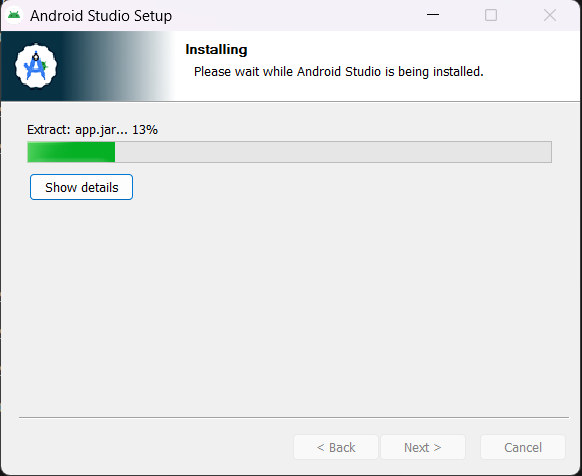 Android Studio Setup
Installing
Please wait while Android Studio is being installed.
Extract: app.jar... 13%
Show details
< Back
Next >
Cancel